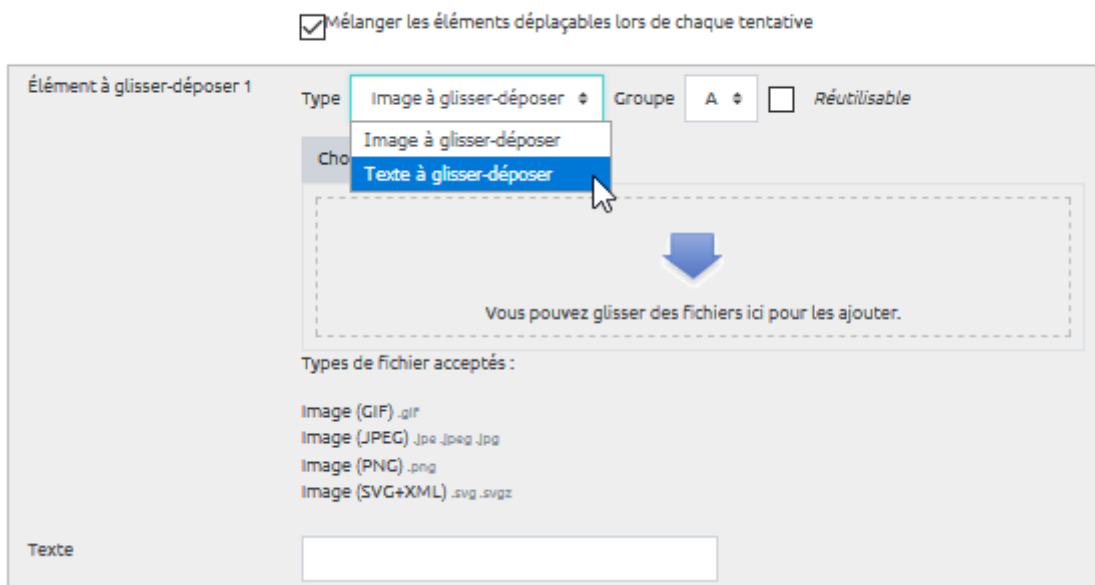 Mélanger les éléments déplaçables lors de chaque tentative
Élément à glisser-déposer 1
Type Image à glisser-déposer Groupe A Réutilisable
Image à glisser-déposer
Cho
Texte à glisser-déposer
Vous pouvez glisser des fichiers ici pour les ajouter.
Types de fichier acceptés :
Image (GIF) .gif
Image (JPEG) .jpe .jpeg .jpg
Image (PNG) .png
Image (SVG+XML) .svg .svgz
Texte